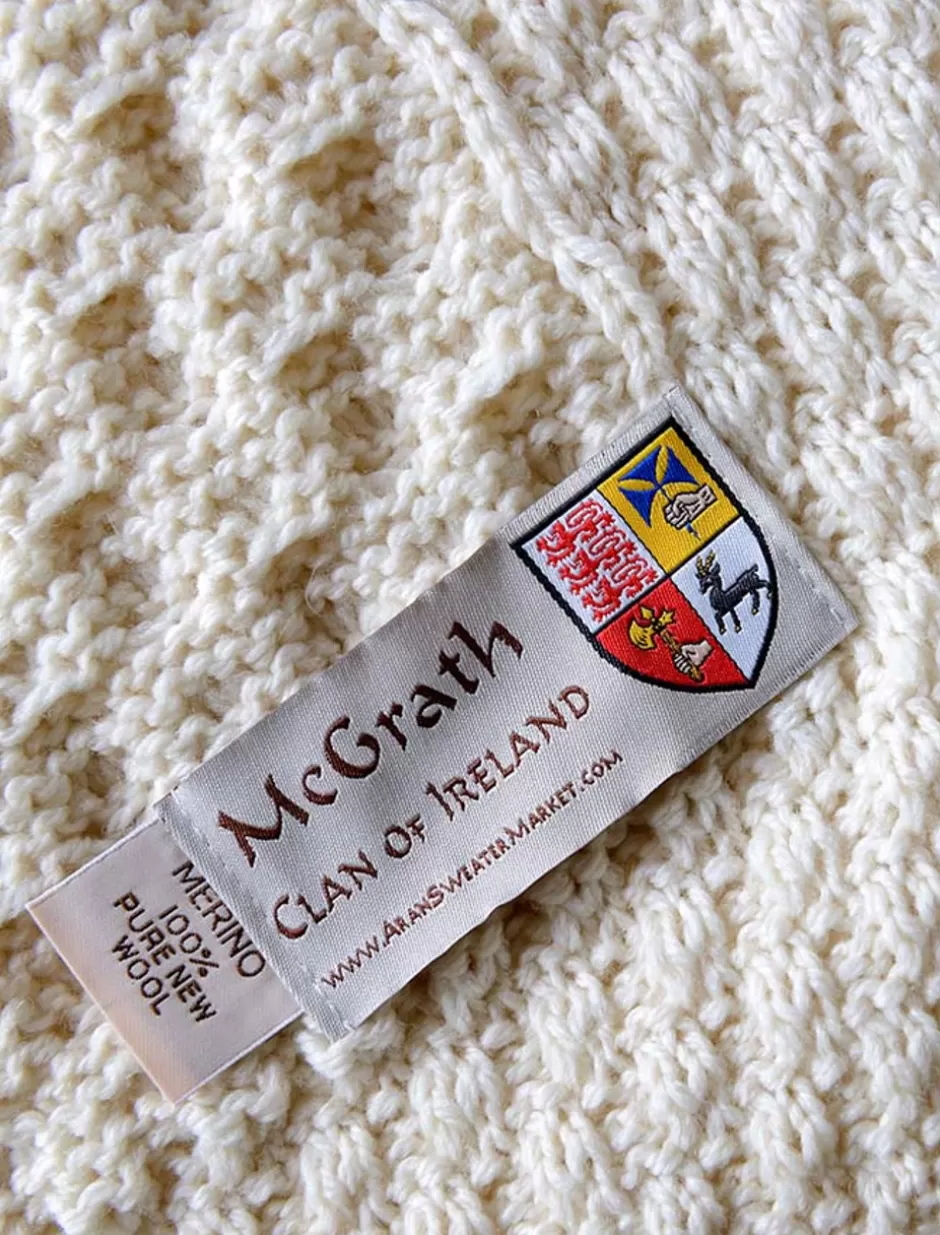 McGrath
CLAN OF IRELAND
WWW.ARANSWEATERMARKET.COM
MERINO
100%
PURE NEW
WOOL